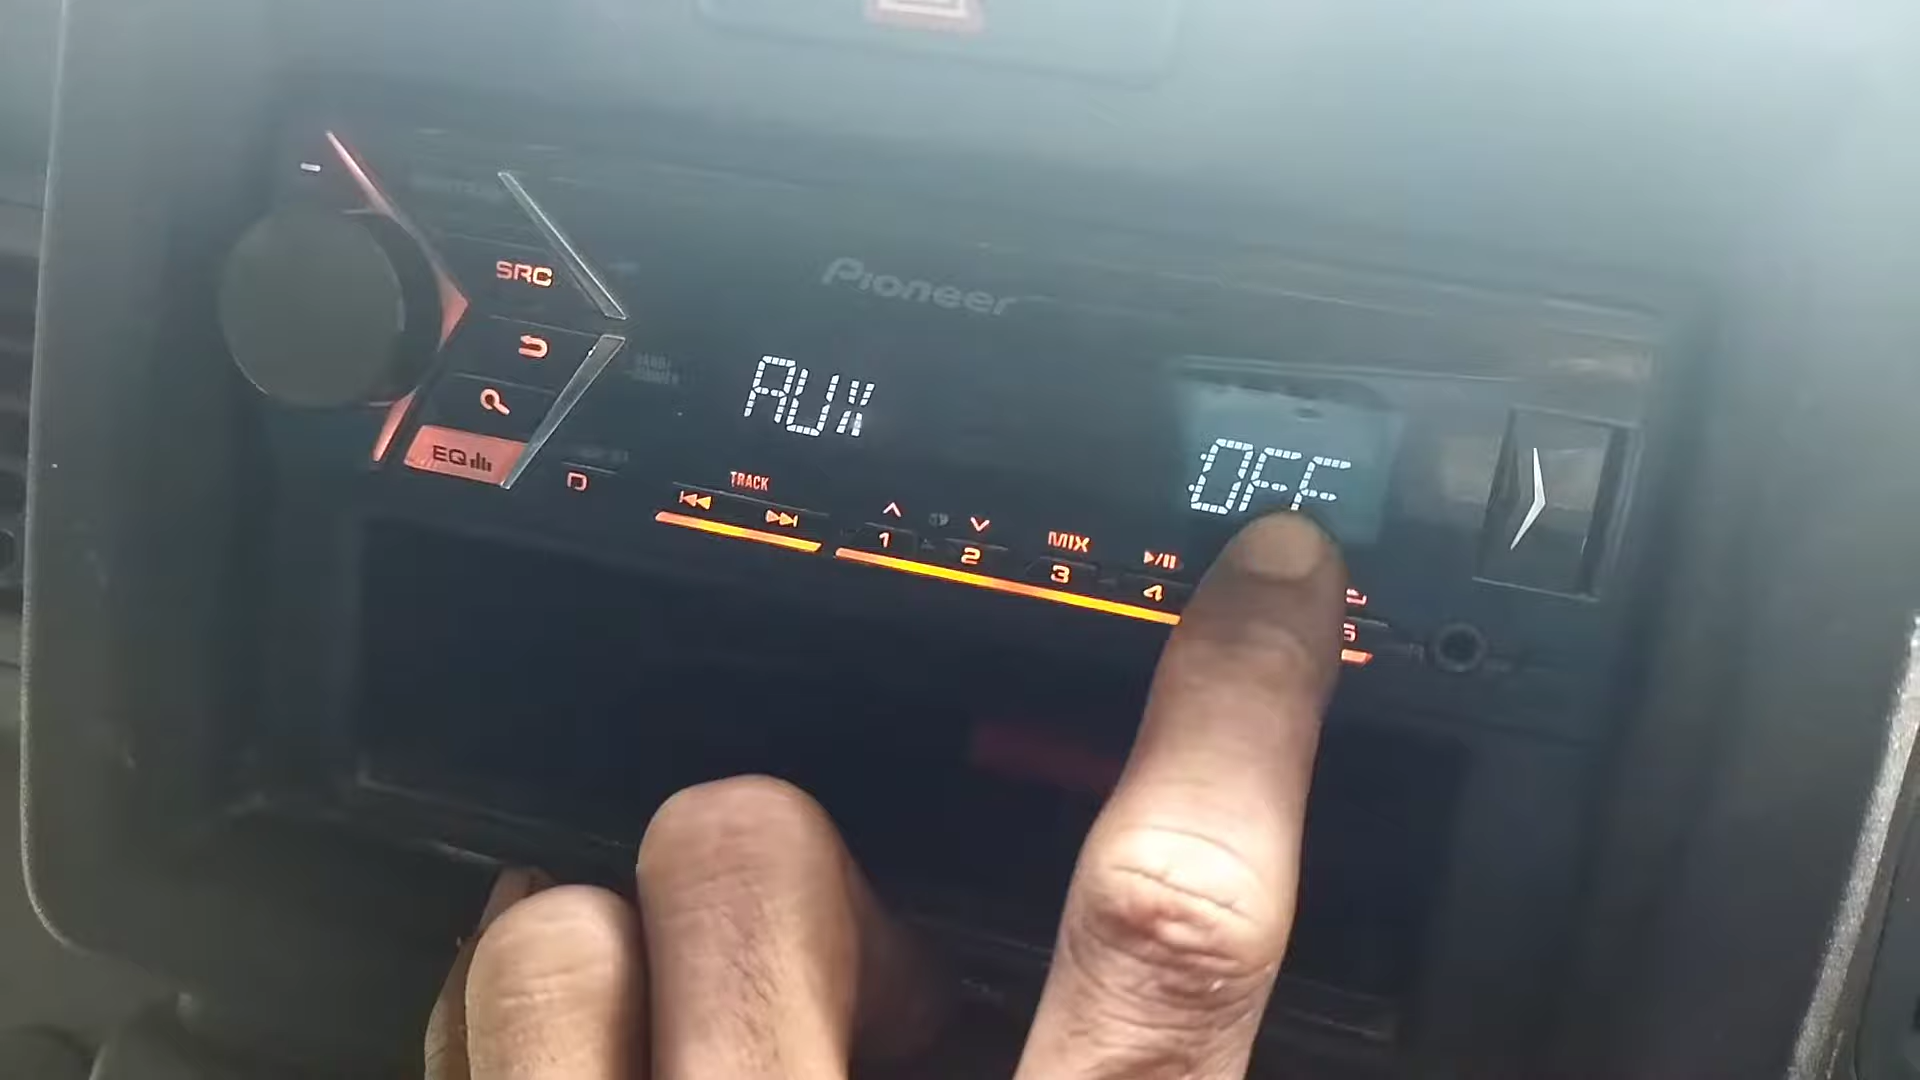 SRC
Pioneer
AUX
OFF
EQ
TRACK
MIX
1 2 3 4
D